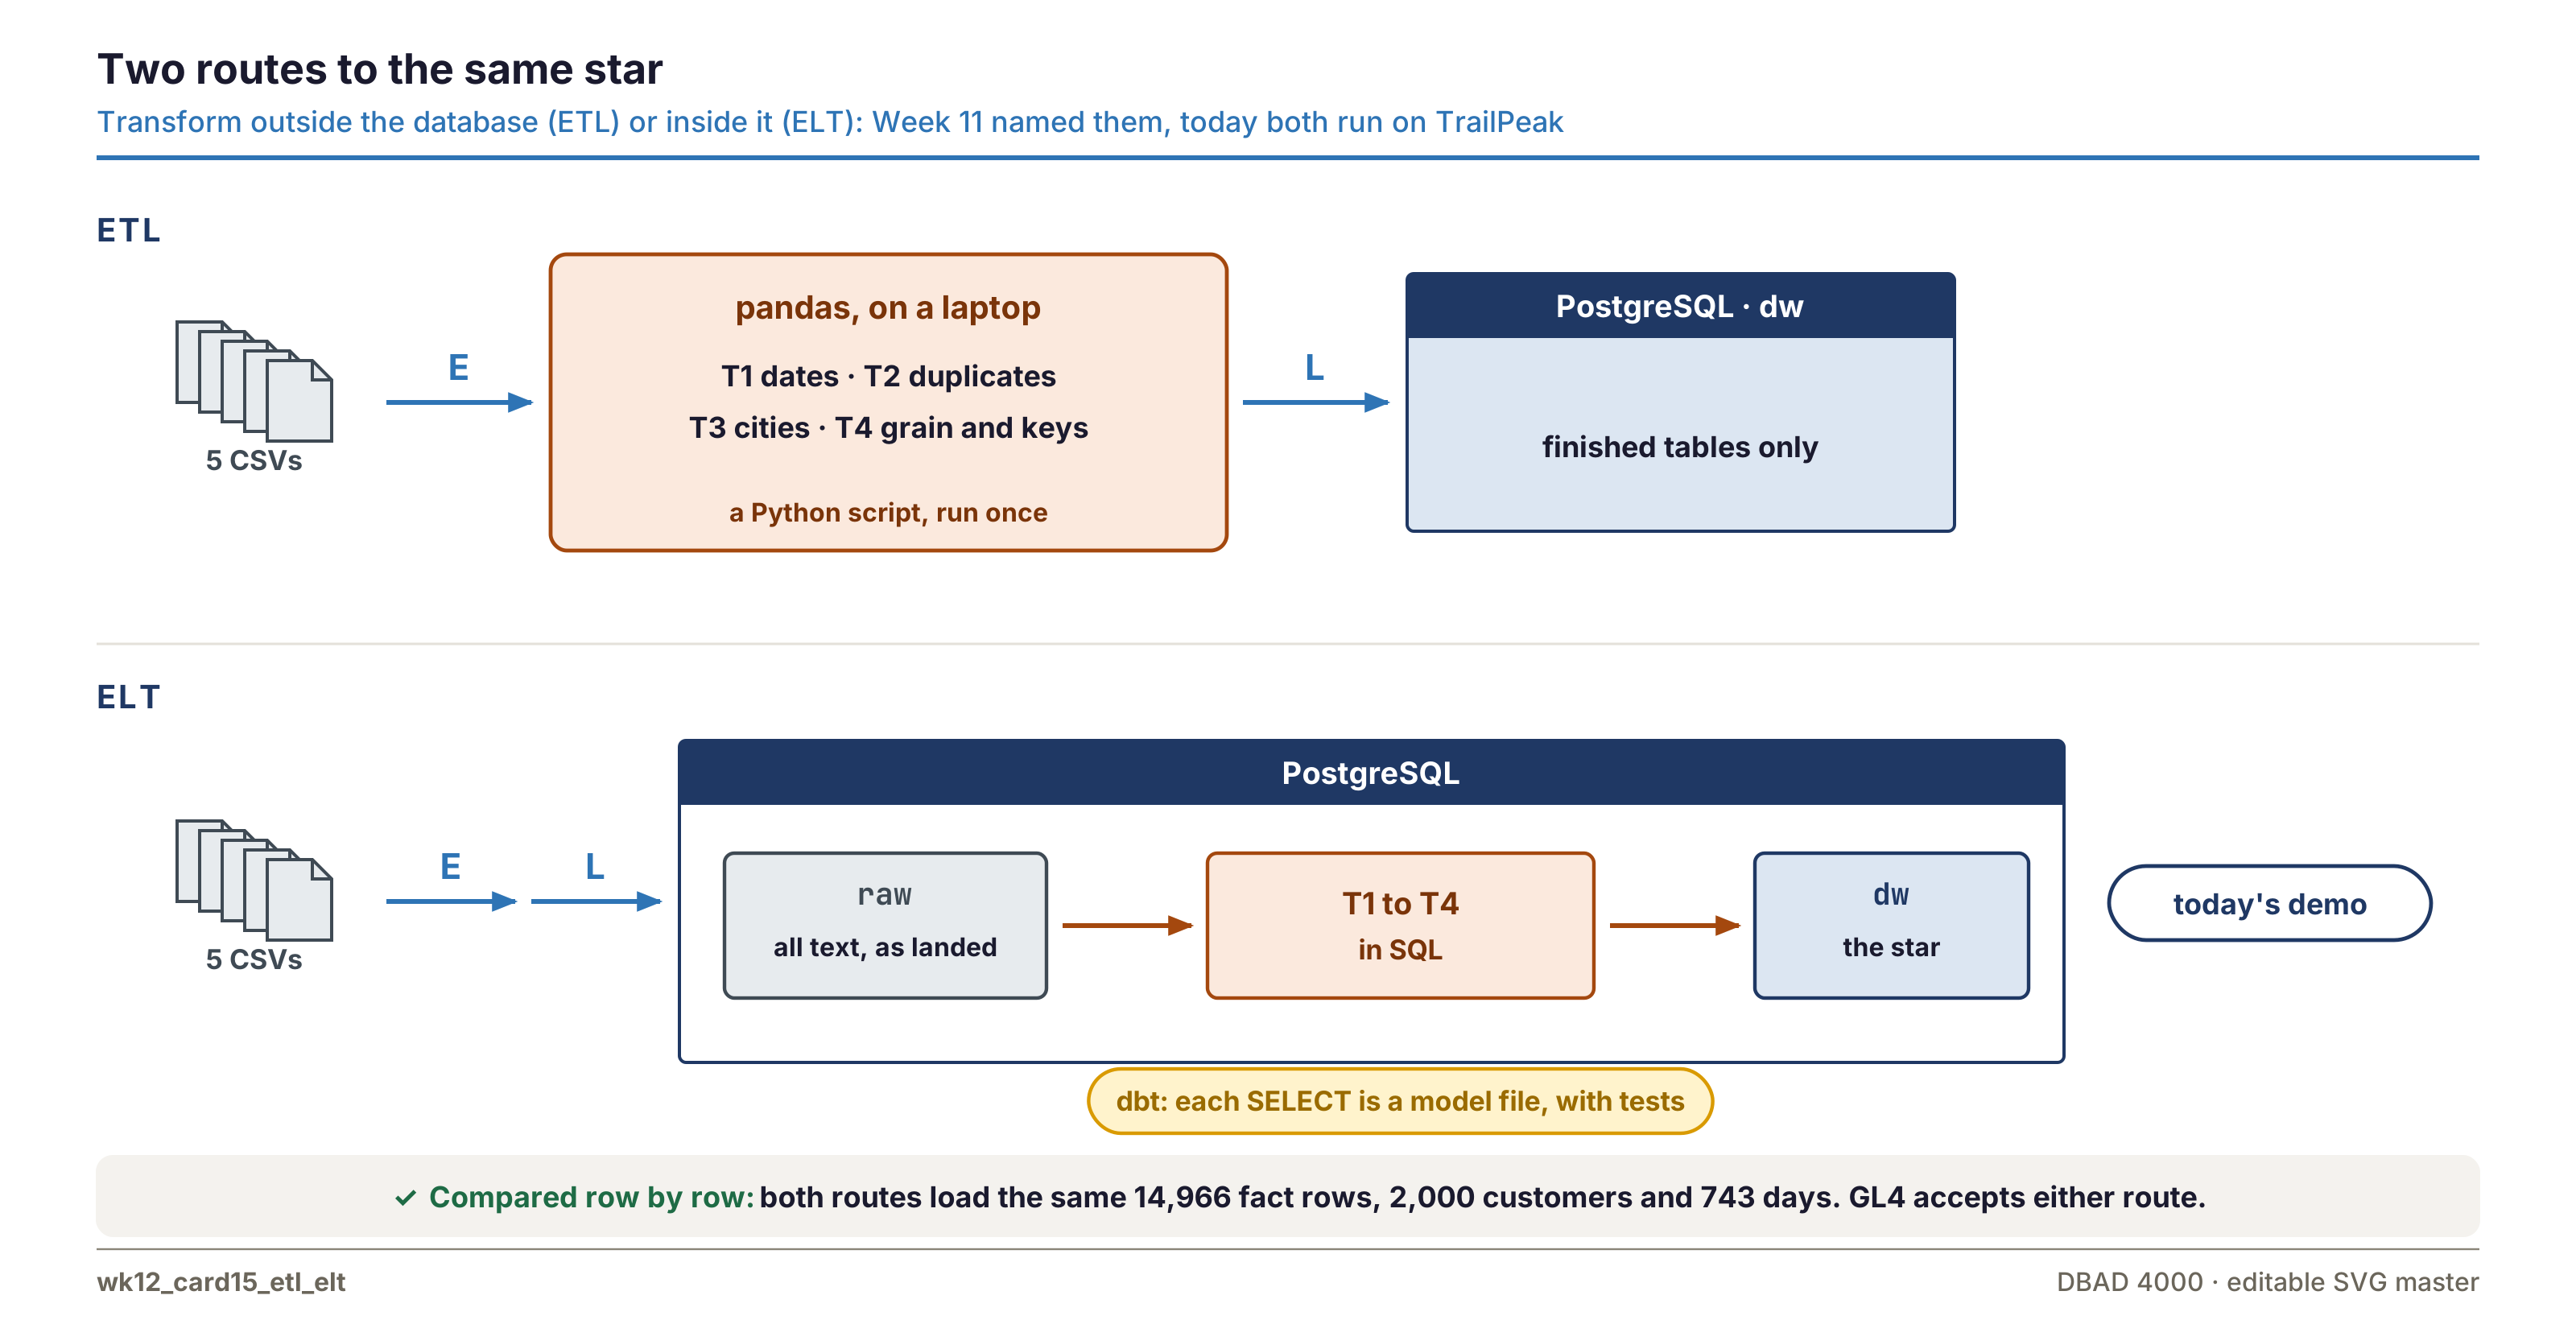 Two routes to the same star
Transform outside the database (ETL) or inside it (ELT): Week 11 named them, today both run on TrailPeak
ETL
5 CSVs
E
pandas, on a laptop
T1 dates · T2 duplicates
T3 cities · T4 grain and keys
a Python script, run once
L
PostgreSQL · dw
finished tables only
ELT
5 CSVs
E
L
PostgreSQL
raw
all text, as landed
T1 to T4
in SQL
dw
the star
today's demo
dbt: each SELECT is a model file, with tests
✓ Compared row by row: both routes load the same 14,966 fact rows, 2,000 customers and 743 days. GL4 accepts either route.
wk12_card15_etl_elt
DBAD 4000 · editable SVG master